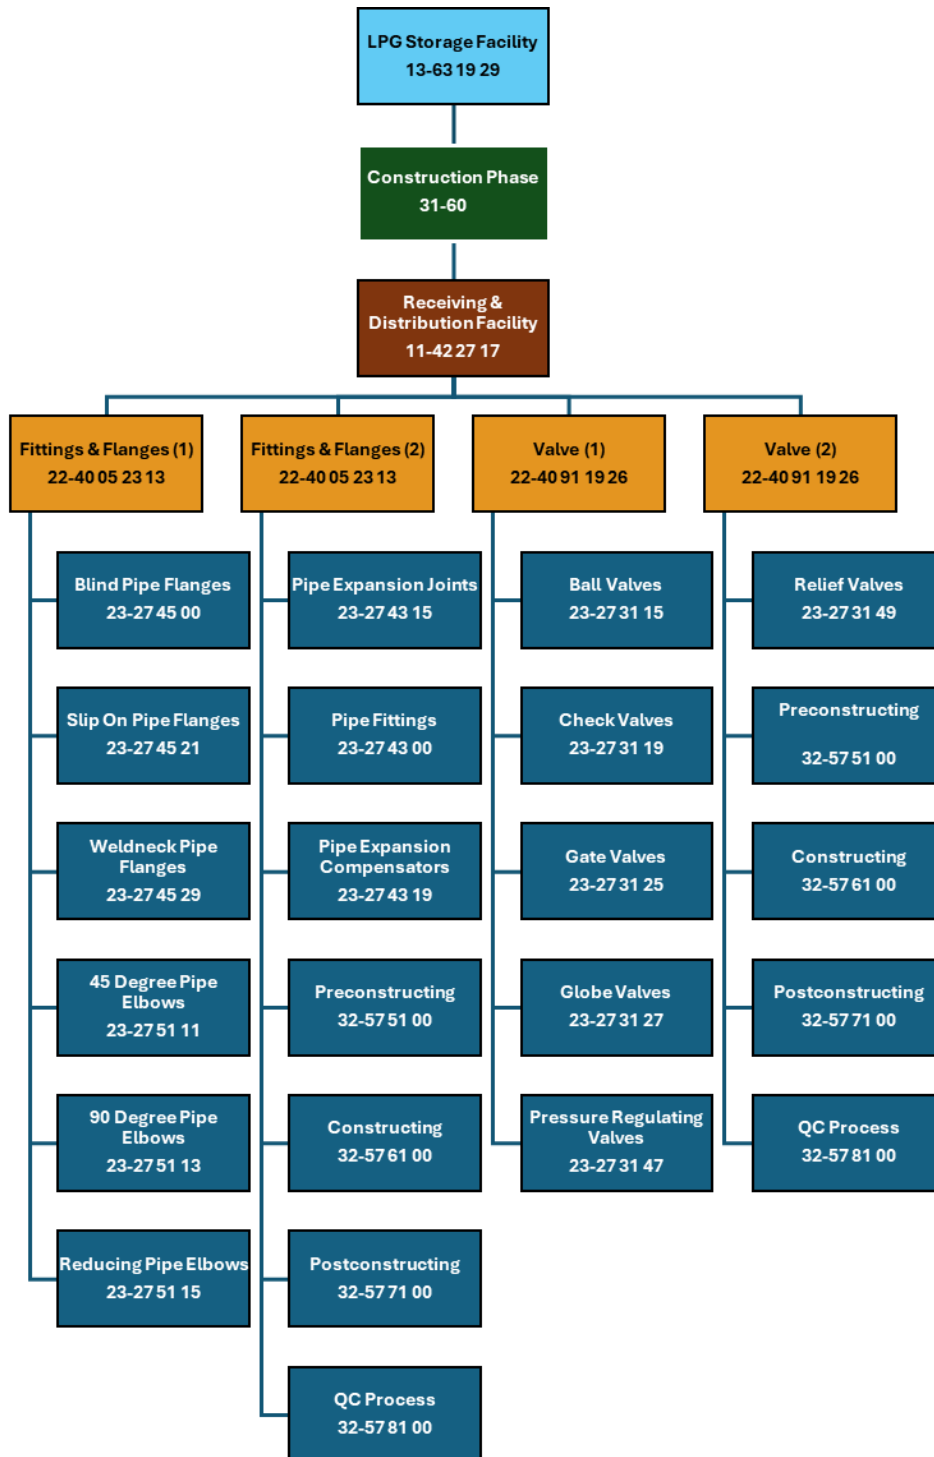 LPG Storage Facility
13-63 19 29
Construction Phase
31-60
Receiving &
Distribution Facility
11-42 27 17
Fittings & Flanges (1)
22-40 05 23 13
Fittings & Flanges (2)
22-40 05 23 13
Valve (1)
22-40 91 19 26
Valve (2)
22-40 91 19 26
Blind Pipe Flanges
23-27 45 00
Slip On Pipe Flanges
23-27 45 21
Weldneck Pipe
Flanges
23-27 45 29
45 Degree Pipe
Elbows
23-27 51 11
90 Degree Pipe
Elbows
23-27 51 13
Reducing Pipe Elbows
23-27 51 15
Pipe Expansion Joints
23-27 43 15
Pipe Fittings
23-27 43 00
Pipe Expansion
Compensators
23-27 43 19
Preconstructing
32-57 51 00
Constructing
32-57 61 00
Postconstructing
32-57 71 00
QC Process
32-57 81 00
Ball Valves
23-27 31 15
Check Valves
23-27 31 19
Gate Valves
23-27 31 25
Globe Valves
23-27 31 27
Pressure Regulating
Valves
23-27 31 47
Relief Valves
23-27 31 49
Preconstructing
32-57 51 00
Constructing
32-57 61 00
Postconstructing
32-57 71 00
QC Process
32-57 81 00